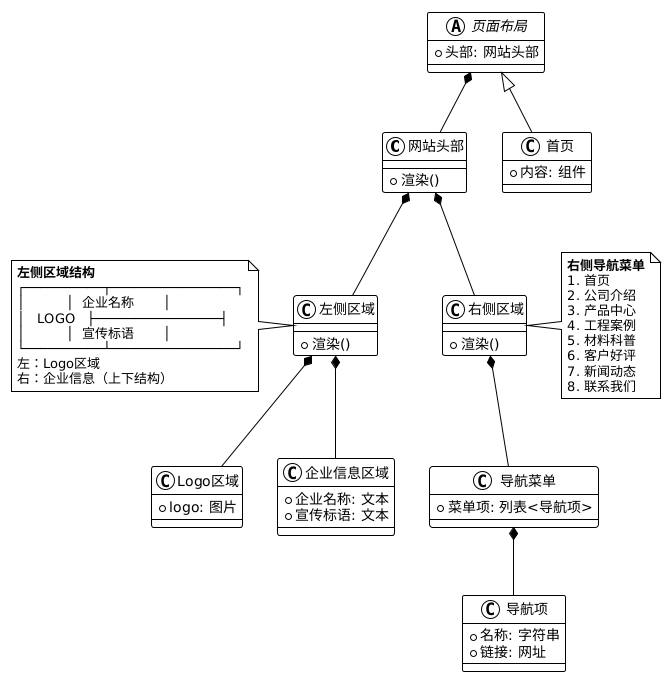 A 页面布局
头部: 网站头部
C 网站头部
渲染()
C 首页
内容: 组件
左侧区域结构
│ 企业名称 │
LOGO ├──────────┤
│ 宣传标语 │
左：Logo区域
右：企业信息（上下结构）
C 左侧区域
渲染()
C 右侧区域
渲染()
右侧导航菜单
1. 首页
2. 公司介绍
3. 产品中心
4. 工程案例
5. 材料科普
6. 客户好评
7. 新闻动态
8. 联系我们
C Logo区域
logo: 图片
C 企业信息区域
企业名称: 文本
宣传标语: 文本
C 导航菜单
菜单项: 列表<导航项>
C 导航项
名称: 字符串
链接: 网址